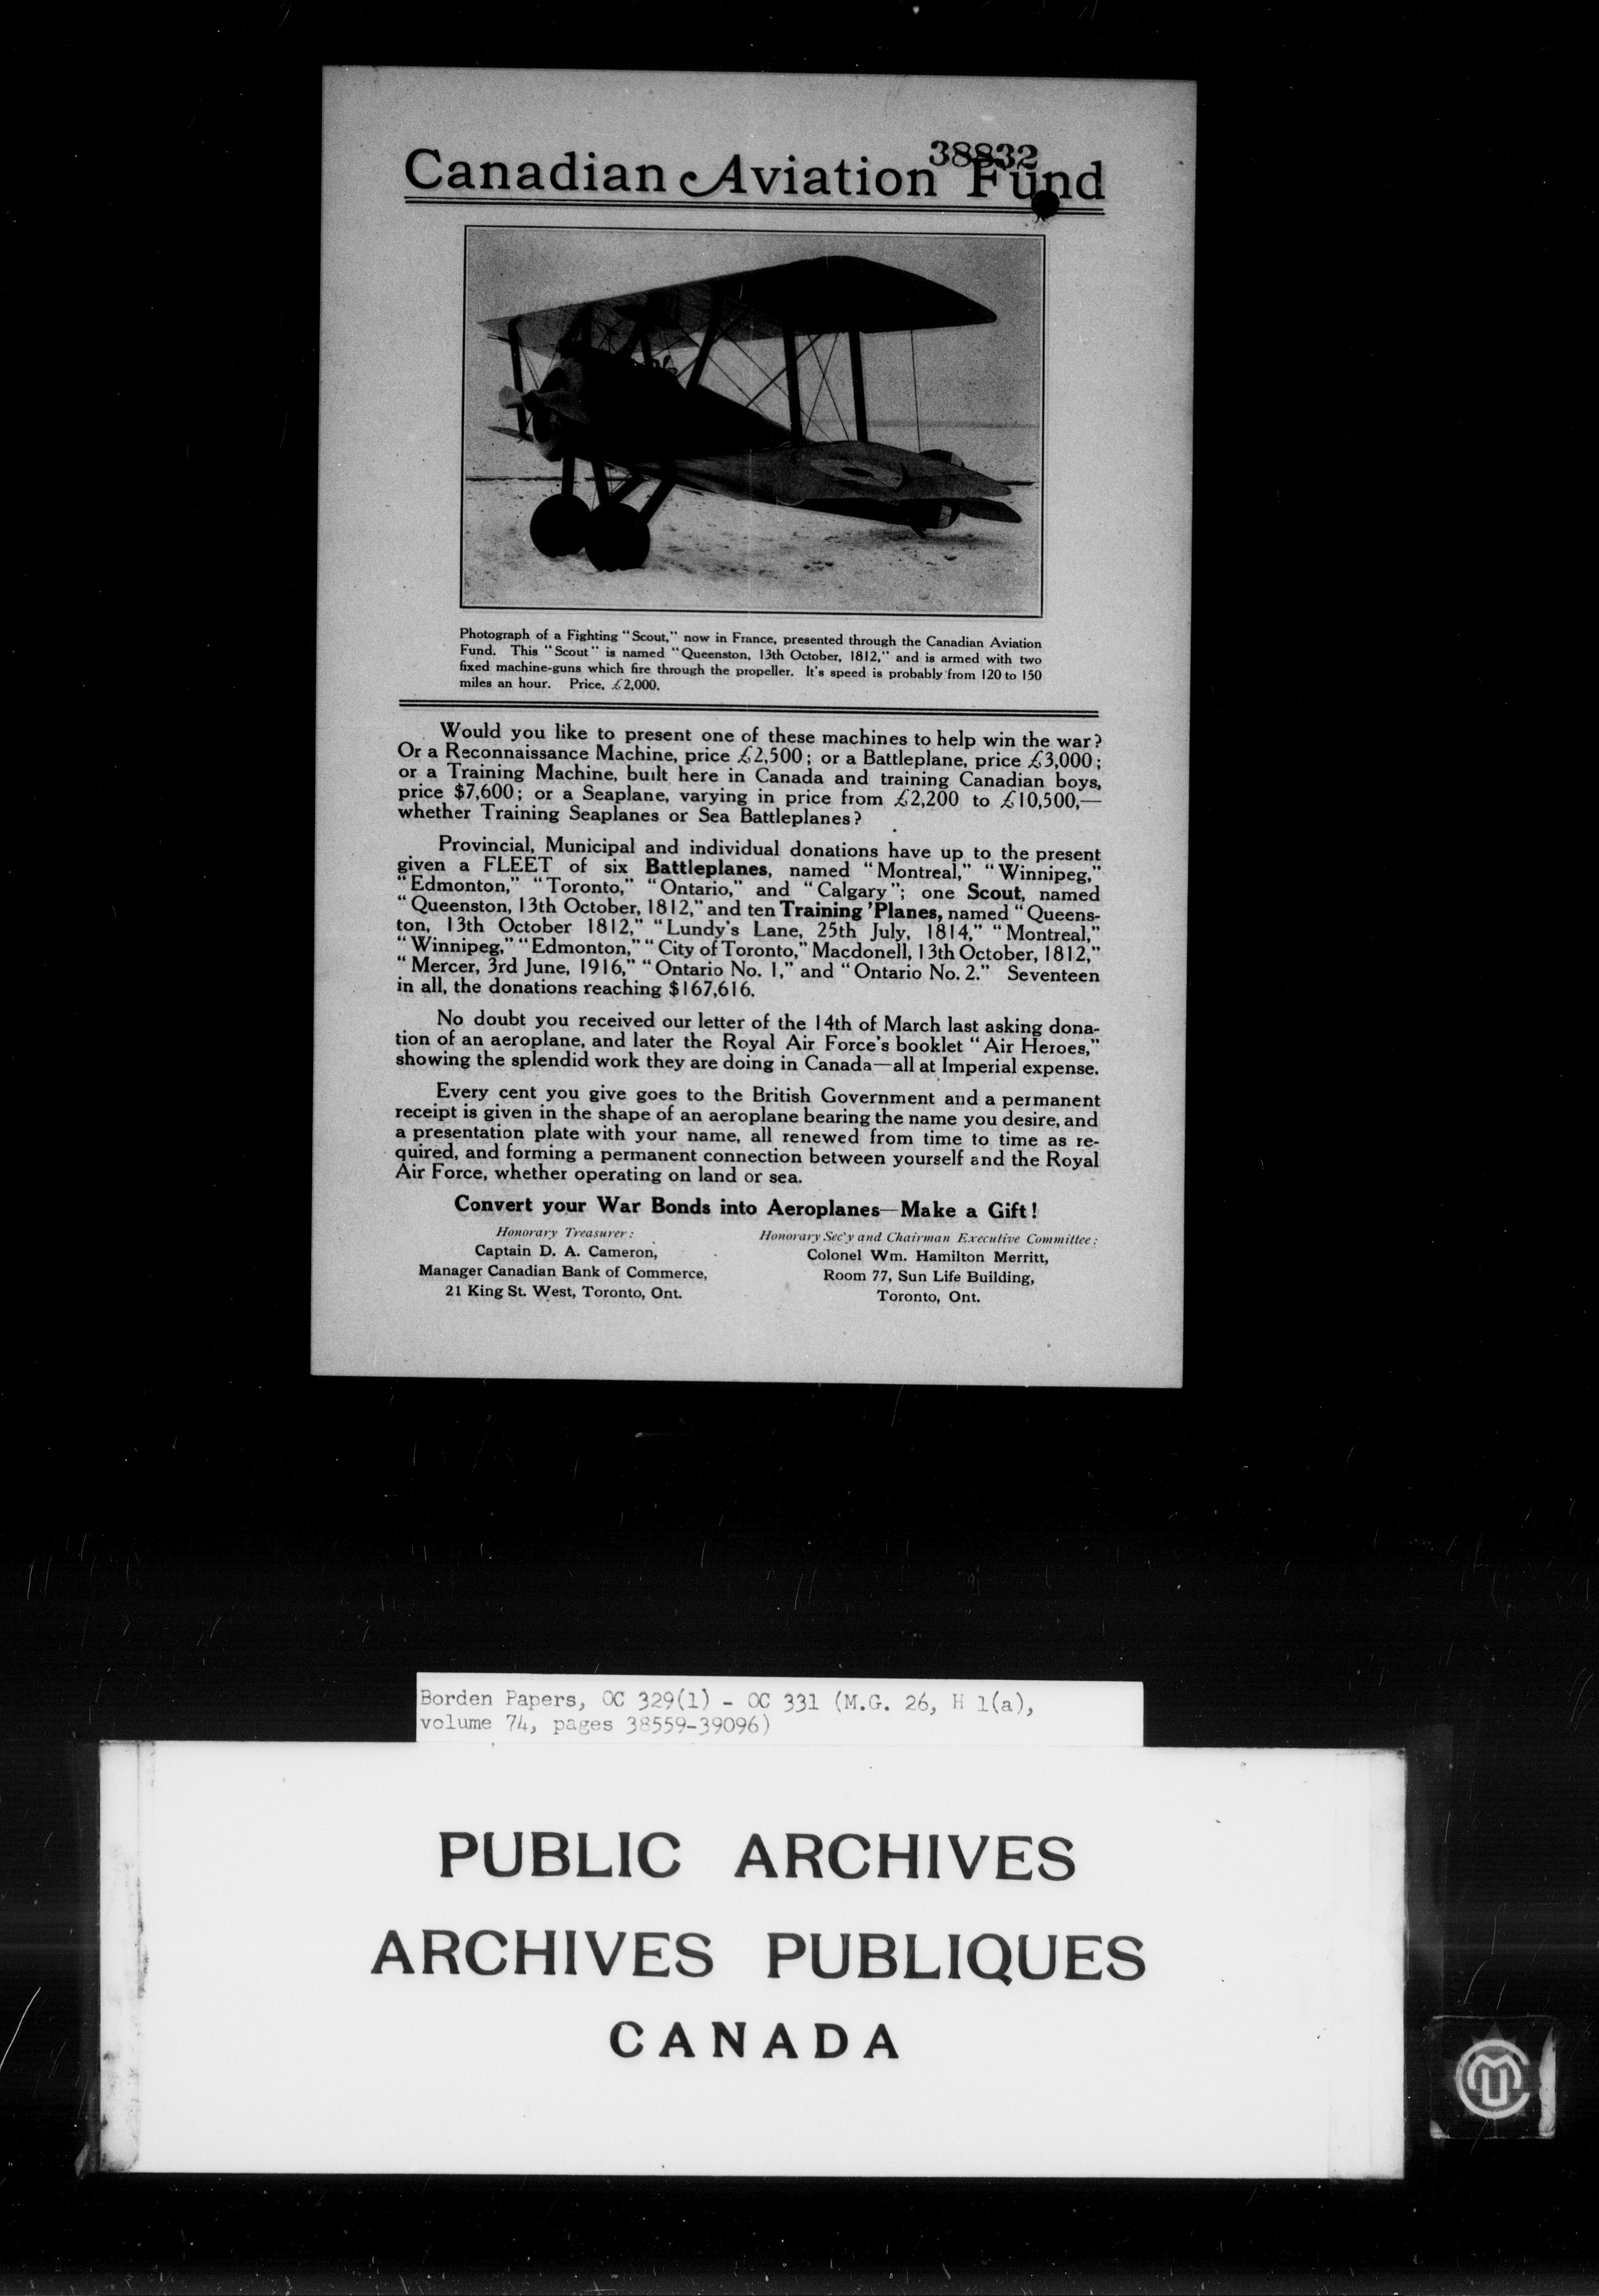 38832
Canadian Aviation Fund
Photograph of a Fighting "Scout," now in France, presented through the Canadian Aviation
Fund. This "Scout" is named "Queenston, 13th October, 1812," and is armed with two
fixed machine-guns which fire through the propeller. It's speed is probably from 120 to 150
miles an hour. Price, £2,000.
Would you like to present one of these machines to help win the war?
Or a Reconnaissance Machine, price £2,500; or a Battleplane, price £3,000;
or a Training Machine, built here in Canada and training Canadian boys,
price $7,600; or a Seaplane, varying in price from £2,200 to £10,500,—
whether Training Seaplanes or Sea Battleplanes?
Provincial, Municipal and individual donations have up to the present
given a FLEET of six Battleplanes, named "Montreal," "Winnipeg,"
"Edmonton," "Toronto," "Ontario," and "Calgary"; one Scout, named
"Queenston, 13th October, 1812," and ten Training 'Planes, named "Queens-
ton, 13th October 1812," "Lundy's Lane, 25th July, 1814," "Montreal,"
"Winnipeg," "Edmonton," "City of Toronto," Macdonell, 13th October, 1812,"
"Mercer, 3rd June, 1916," "Ontario No. 1," and "Ontario No. 2." Seventeen
in all, the donations reaching $167,616.
No doubt you received our letter of the 14th of March last asking dona-
tion of an aeroplane, and later the Royal Air Force's booklet "Air Heroes,"
showing the splendid work they are doing in Canada—all at Imperial expense.
Every cent you give goes to the British Government and a permanent
receipt is given in the shape of an aeroplane bearing the name you desire, and
a presentation plate with your name, all renewed from time to time as re-
quired, and forming a permanent connection between yourself and the Royal
Air Force, whether operating on land or sea.
Convert your War Bonds into Aeroplanes—Make a Gift!
Honorary Treasurer:
Captain D. A. Cameron,
Manager Canadian Bank of Commerce,
21 King St. West, Toronto, Ont.
Honorary Sec'y and Chairman Executive Committee:
Colonel Wm. Hamilton Merritt,
Room 77, Sun Life Building,
Toronto, Ont.
Borden Papers, OC 329(1) - OC 331 (M.G. 26, H 1(a),
volume 74, pages 38559-39096)
PUBLIC ARCHIVES
ARCHIVES PUBLIQUES
CANADA